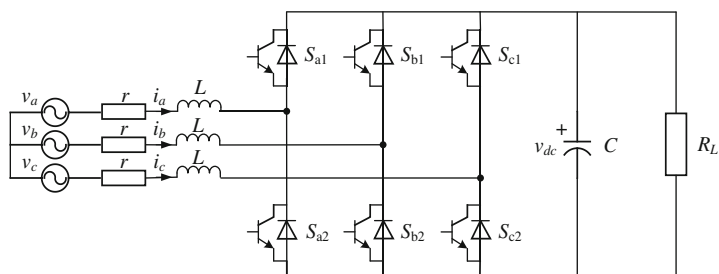 S_a1 S_b1 S_c1
v_a r i_a L
v_b r i_b L
v_c r i_c L
+
v_dc C R_L
S_a2 S_b2 S_c2